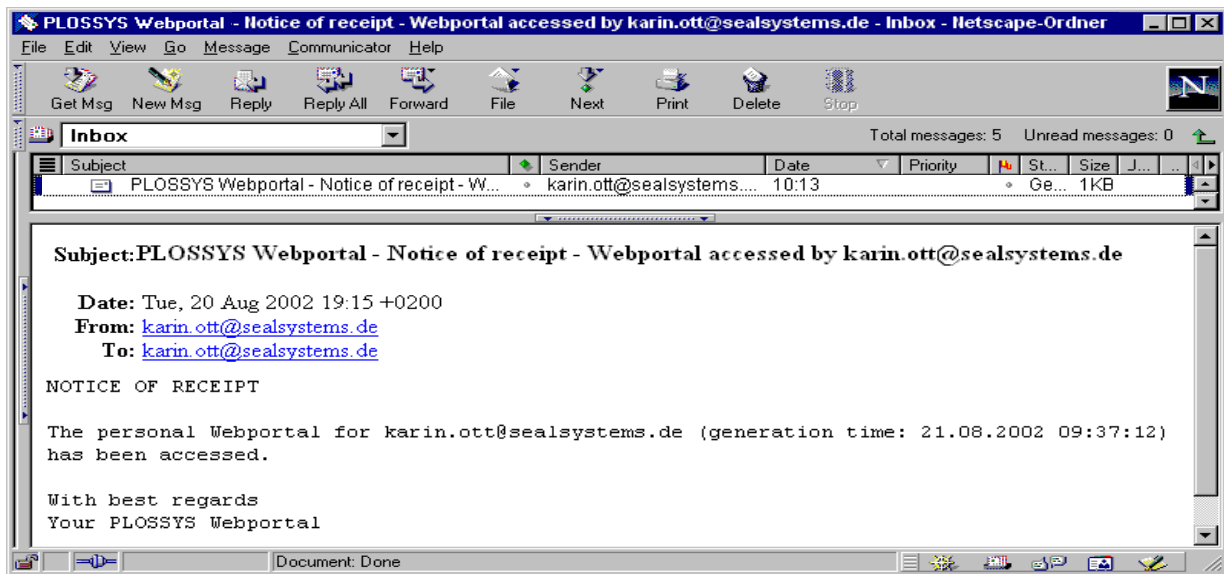 PLOSSYS Webportal - Notice of receipt - Webportal accessed by karin.ott@sealsystems.de - Inbox - Netscape-Ordner
File Edit View Go Message Communicator Help
Get Msg New Msg Reply Reply All Forward File Next Print Delete Stop
N
Inbox Total messages: 5 Unread messages: 0
Subject Sender Date Priority St... Size J... ..
PLOSSYS Webportal - Notice of receipt - W... karin.ott@sealsystems.... 10:13 Ge... 1KB
Subject:PLOSSYS Webportal - Notice of receipt - Webportal accessed by karin.ott@sealsystems.de
Date: Tue, 20 Aug 2002 19:15 +0200
From: karin.ott@sealsystems.de
To: karin.ott@sealsystems.de
NOTICE OF RECEIPT
The personal Webportal for karin.ott@sealsystems.de (generation time: 21.08.2002 09:37:12)
has been accessed.
With best regards
Your PLOSSYS Webportal
Document: Done